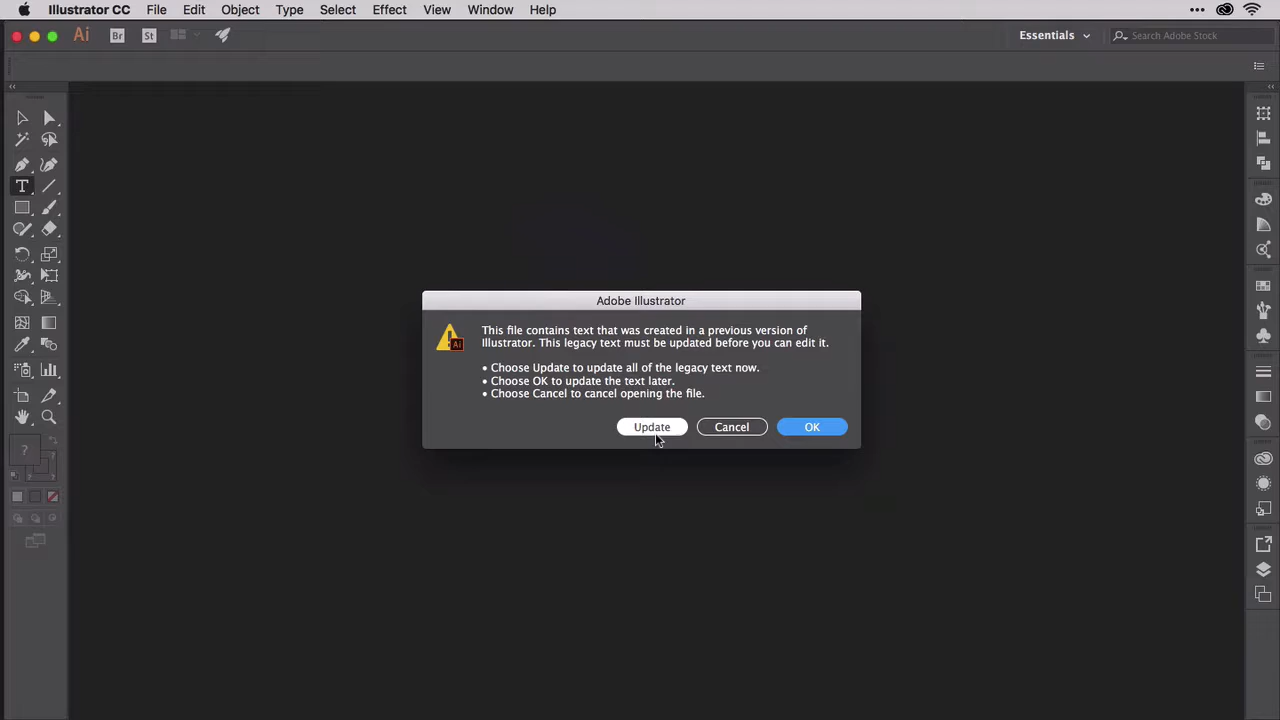 Illustrator CC File Edit Object Type Select Effect View Window Help
Ai Br St Essentials Search Adobe Stock
T
Adobe Illustrator
This file contains text that was created in a previous version of
Illustrator. This legacy text must be updated before you can edit it.
• Choose Update to update all of the legacy text now.
• Choose OK to update the text later.
• Choose Cancel to cancel opening the file.
Ai
Update Cancel OK
?